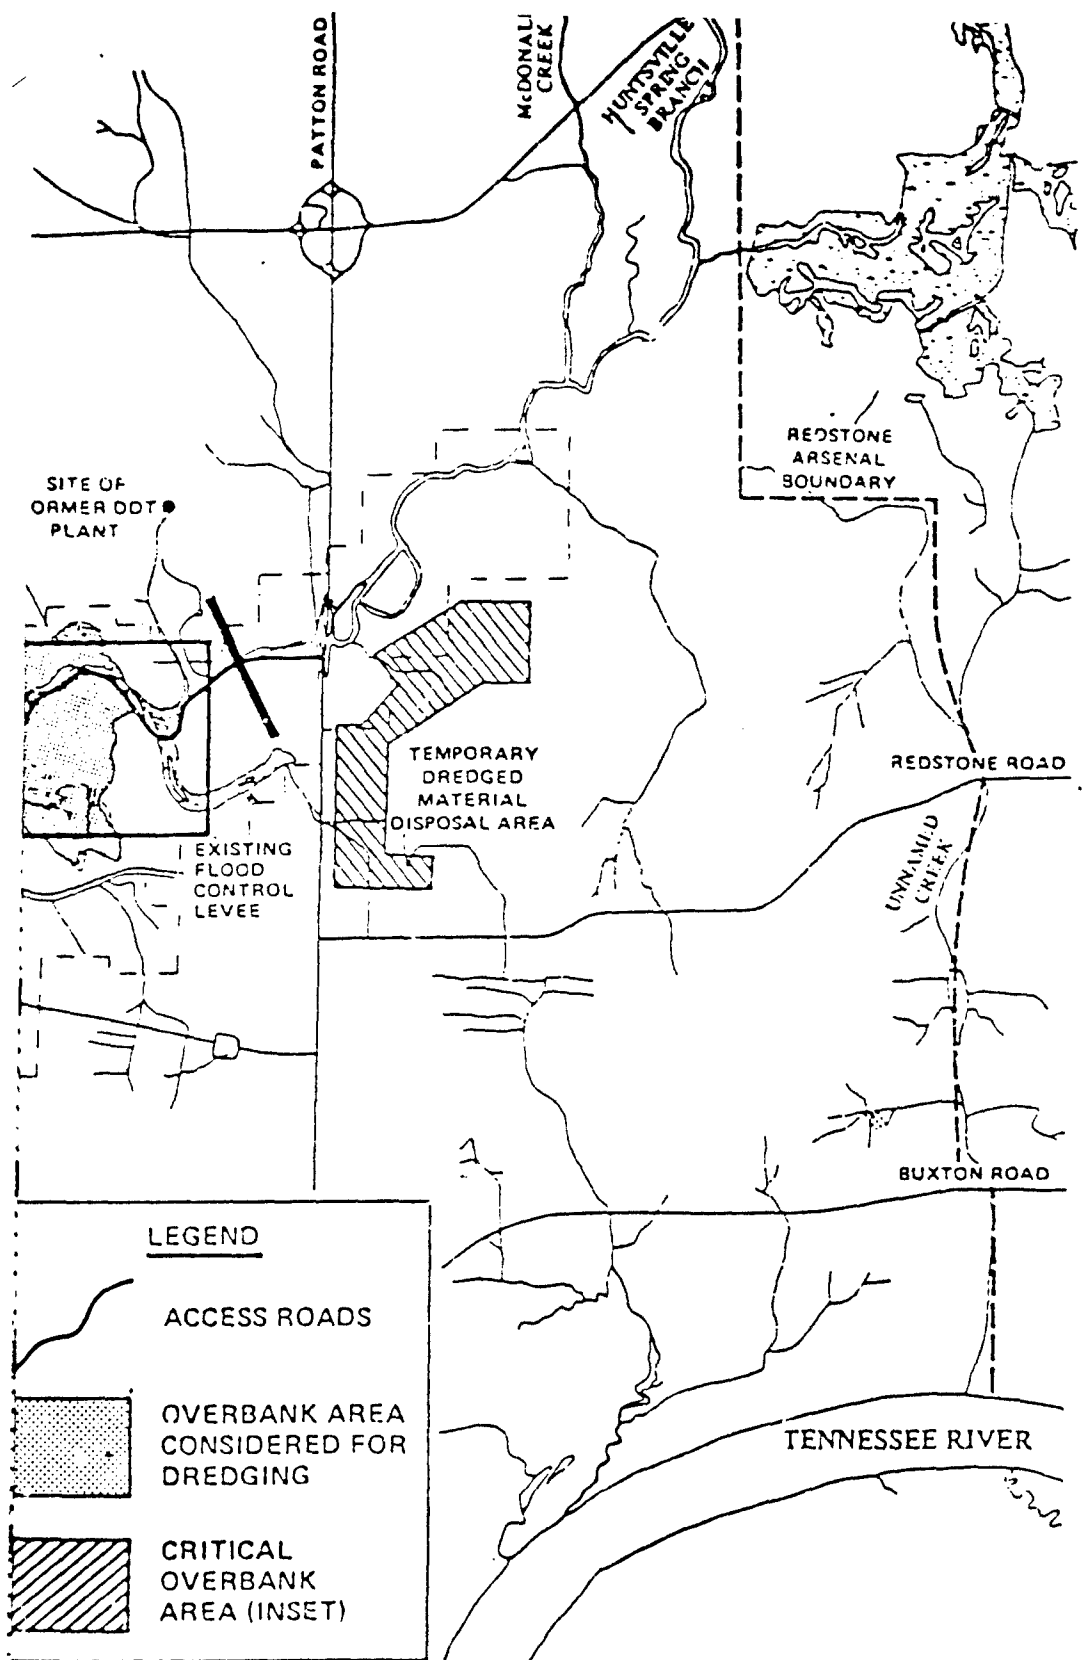 PATTON ROAD
McDONAL
CREEK
HUNTSVILLE
SPRING
BRANCH
REDSTONE
ARSENAL
BOUNDARY
SITE OF
ORMER DDT
PLANT
TEMPORARY
DREDGED
MATERIAL
DISPOSAL AREA
REDSTONE ROAD
UNNAMED
CREEK
EXISTING
FLOOD
CONTROL
LEVEE
BUXTON ROAD
LEGEND
ACCESS ROADS
OVERBANK AREA
CONSIDERED FOR
DREDGING
CRITICAL
OVERBANK
AREA (INSET)
TENNESSEE RIVER